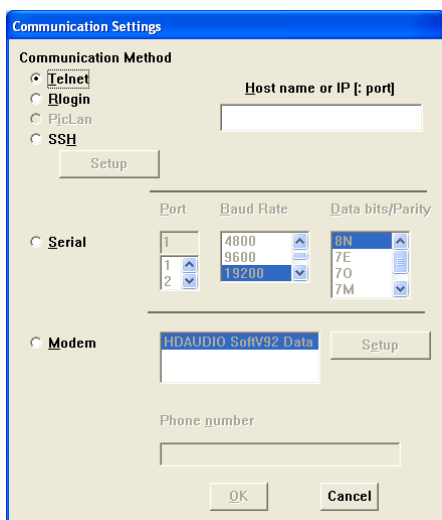 Communication Settings
Communication Method
Telnet
Rlogin
PicLan
SSH
Setup
Host name or IP [: port]
Port
Baud Rate
Data bits/Parity
Serial
1
1
2
4800
9600
19200
8N
7E
7O
7M
Modem
HDAUDIO SoftV92 Data
Setup
Phone number
OK
Cancel